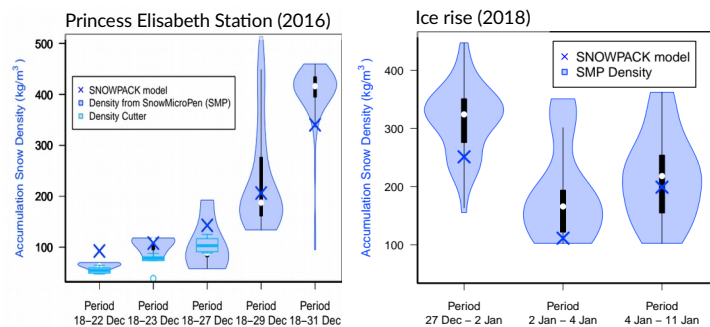 Princess Elisabeth Station (2016)
Accumulation Snow Density (kg/m³)
500
400
300
200
100
SNOWPACK model
Density from SnowMicroPen (SMP)
Density Cutter
Period
18–22 Dec
Period
18–23 Dec
Period
18–27 Dec
Period
18–29 Dec
Period
18–31 Dec
Ice rise (2018)
Accumulation Snow Density (kg/m³)
400
300
200
100
SNOWPACK model
SMP Density
Period
27 Dec – 2 Jan
Period
2 Jan – 4 Jan
Period
4 Jan – 11 Jan